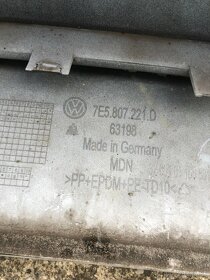 7E5.807 221.D
63198
Made in Germany
MDN
>PP+EPDM+PE-TD10<